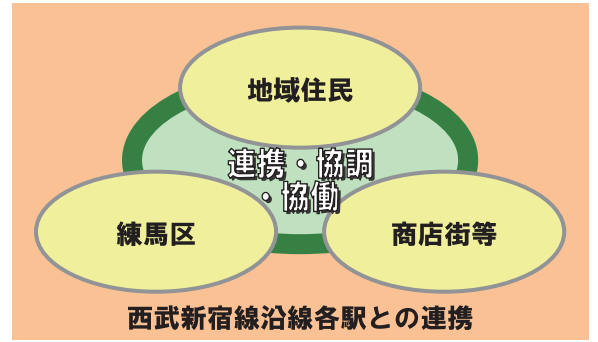 地域住民
連携・協調
・協働
練馬区
商店街等
西武新宿線沿線各駅との連携